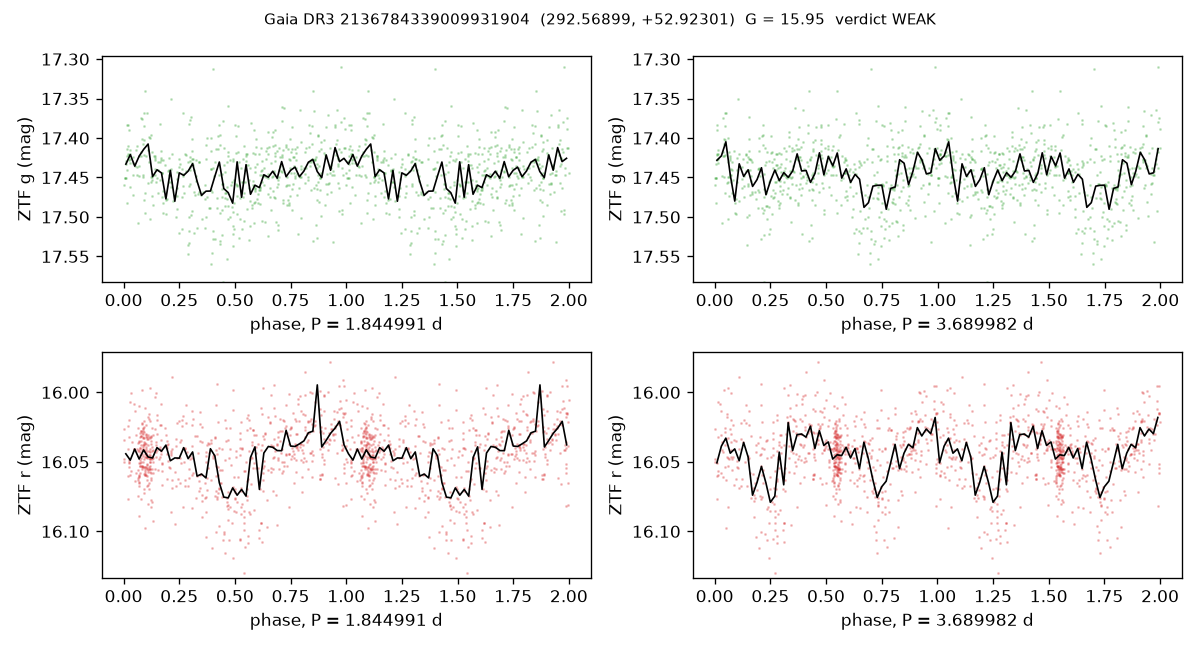 Gaia DR3 2136784339009931904 (292.56899, +52.92301) G = 15.95 verdict WEAK
ZTF g (mag)
17.30
17.35
17.40
17.45
17.50
17.55
0.00 0.25 0.50 0.75 1.00 1.25 1.50 1.75 2.00
phase, P = 1.844991 d
ZTF g (mag)
17.30
17.35
17.40
17.45
17.50
17.55
0.00 0.25 0.50 0.75 1.00 1.25 1.50 1.75 2.00
phase, P = 3.689982 d
ZTF r (mag)
16.00
16.05
16.10
0.00 0.25 0.50 0.75 1.00 1.25 1.50 1.75 2.00
phase, P = 1.844991 d
ZTF r (mag)
16.00
16.05
16.10
0.00 0.25 0.50 0.75 1.00 1.25 1.50 1.75 2.00
phase, P = 3.689982 d